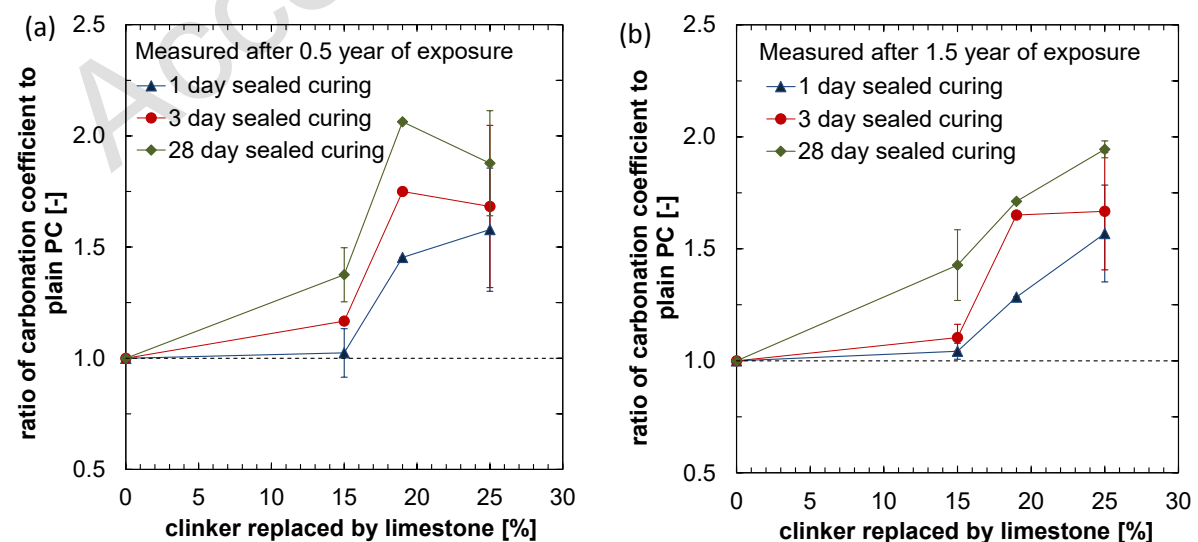 Acce
(a)
Measured after 0.5 year of exposure
1 day sealed curing
3 day sealed curing
28 day sealed curing
2.5
2.0
1.5
1.0
0.5
0 5 10 15 20 25 30
ratio of carbonation coefficient to
plain PC [-]
clinker replaced by limestone [%]
(b)
Measured after 1.5 year of exposure
1 day sealed curing
3 day sealed curing
28 day sealed curing
2.5
2.0
1.5
1.0
0.5
0 5 10 15 20 25 30
ratio of carbonation coefficient to
plain PC [-]
clinker replaced by limestone [%]